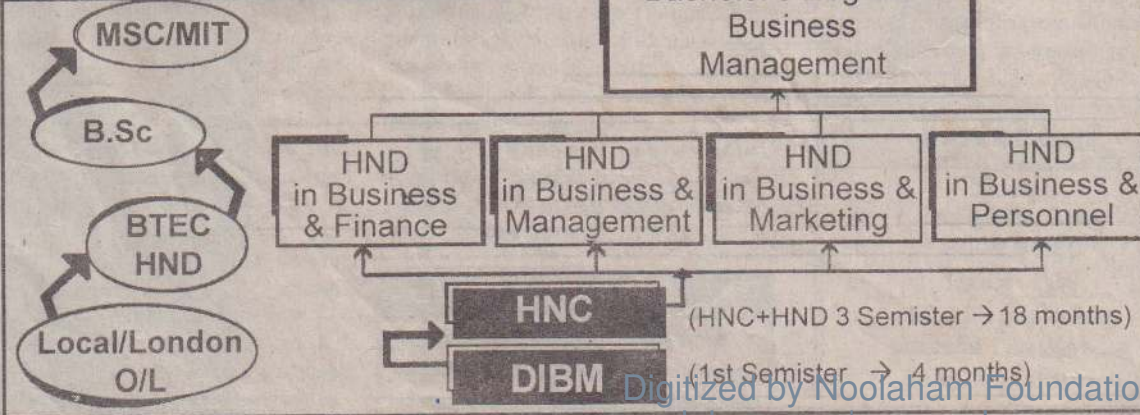 MSC/MIT
B.Sc
BTEC
HND
Local/London
O/L
Business
Management
HND
in Business
& Finance
HND
in Business &
Management
HND
in Business &
Marketing
HND
in Business &
Personnel
HNC
(HNC+HND 3 Semister → 18 months)
DIBM
(1st Semister → 4 months)
Digitized by Noolaham Foundatio